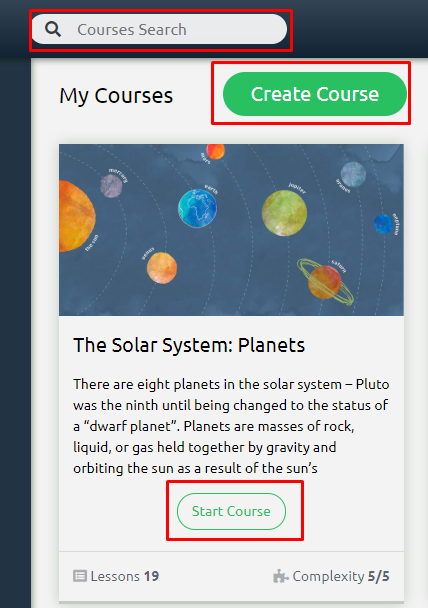 Courses Search
My Courses
Create Course
mars
mercury
earth
jupiter
uranus
the sun
neptune
venus
saturn
The Solar System: Planets
There are eight planets in the solar system – Pluto
was the ninth until being changed to the status of
a “dwarf planet”. Planets are masses of rock,
liquid, or gas held together by gravity and
orbiting the sun as a result of the sun’s
Start Course
Lessons 19
Complexity 5/5